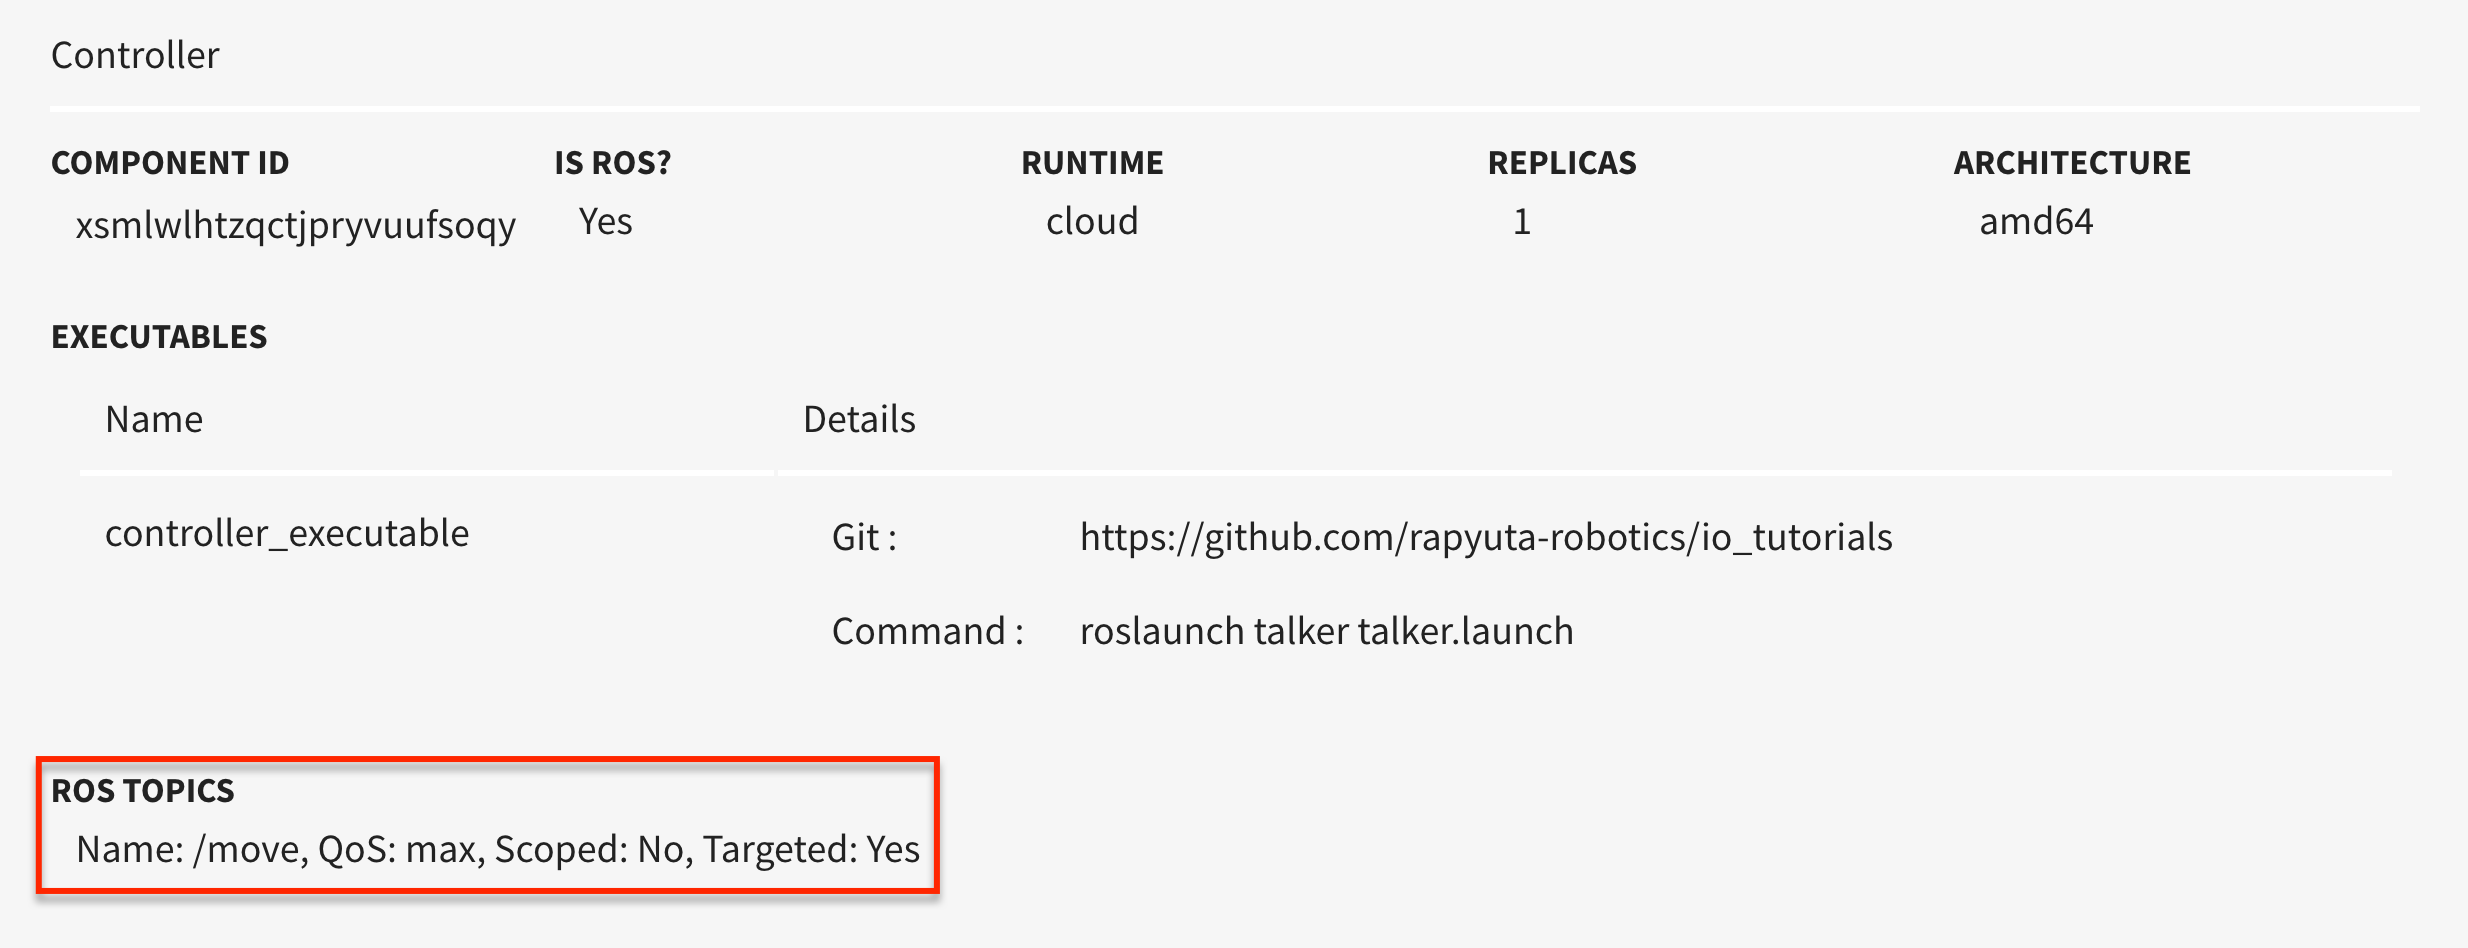 Controller
COMPONENT ID IS ROS? RUNTIME REPLICAS ARCHITECTURE
xsmlwlhtzqctjpryvuufsoqy Yes cloud 1 amd64
EXECUTABLES
Name Details
controller_executable Git : https://github.com/rapyuta-robotics/io_tutorials
Command : roslaunch talker talker.launch
ROS TOPICS
Name: /move, QoS: max, Scoped: No, Targeted: Yes